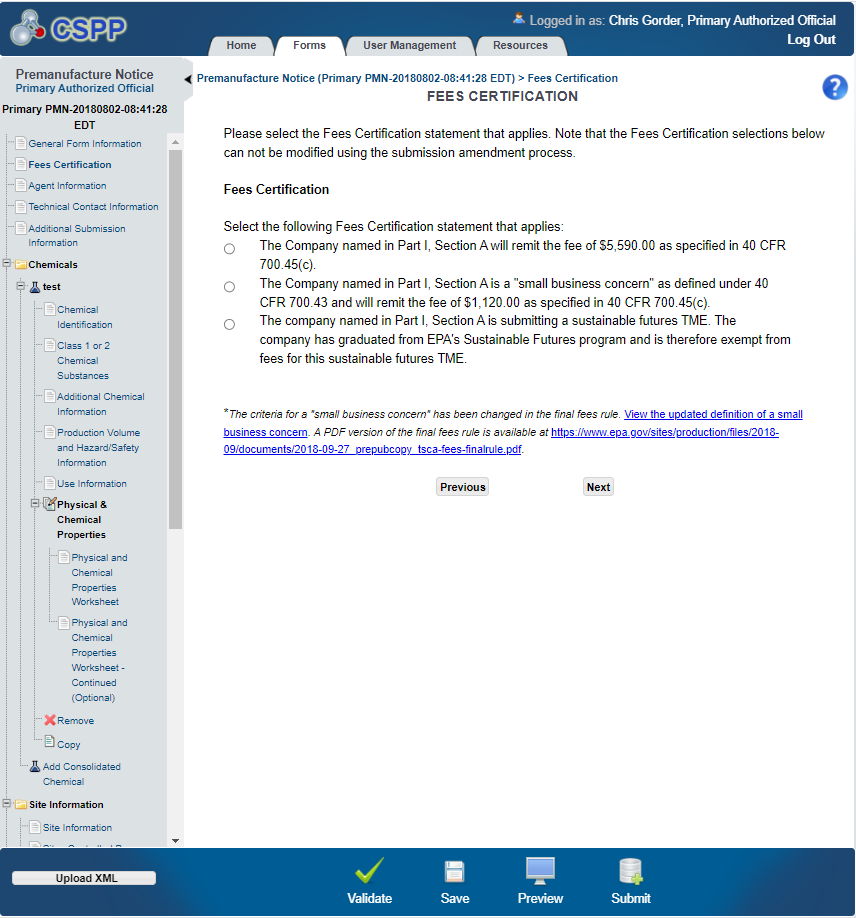 CSPP
Logged in as: Chris Gorder, Primary Authorized Official
Log Out
Home
Forms
User Management
Resources
Premanufacture Notice
Primary Authorized Official
Primary PMN-20180802-08:41:28
EDT
General Form Information
Fees Certification
Agent Information
Technical Contact Information
Additional Submission
Information
Chemicals
test
Chemical
Identification
Class 1 or 2
Chemical
Substances
Additional Chemical
Information
Production Volume
and Hazard/Safety
Information
Use Information
Physical &
Chemical
Properties
Physical and
Chemical
Properties
Worksheet
Physical and
Chemical
Properties
Worksheet -
Continued
(Optional)
Remove
Copy
Add Consolidated
Chemical
Site Information
Site Information
Premanufacture Notice (Primary PMN-20180802-08:41:28 EDT) > Fees Certification
FEES CERTIFICATION
?
Please select the Fees Certification statement that applies. Note that the Fees Certification selections below
can not be modified using the submission amendment process.
Fees Certification
Select the following Fees Certification statement that applies:
The Company named in Part I, Section A will remit the fee of $5,590.00 as specified in 40 CFR
700.45(c).
The Company named in Part I, Section A is a "small business concern" as defined under 40
CFR 700.43 and will remit the fee of $1,120.00 as specified in 40 CFR 700.45(c).
The company named in Part I, Section A is submitting a sustainable futures TME. The
company has graduated from EPA's Sustainable Futures program and is therefore exempt from
fees for this sustainable futures TME.
*The criteria for a "small business concern" has been changed in the final fees rule. View the updated definition of a small
business concern. A PDF version of the final fees rule is available at https://www.epa.gov/sites/production/files/2018-
09/documents/2018-09-27_prepubcopy_tsca-fees-finalrule.pdf.
Previous
Next
Upload XML
Validate
Save
Preview
Submit